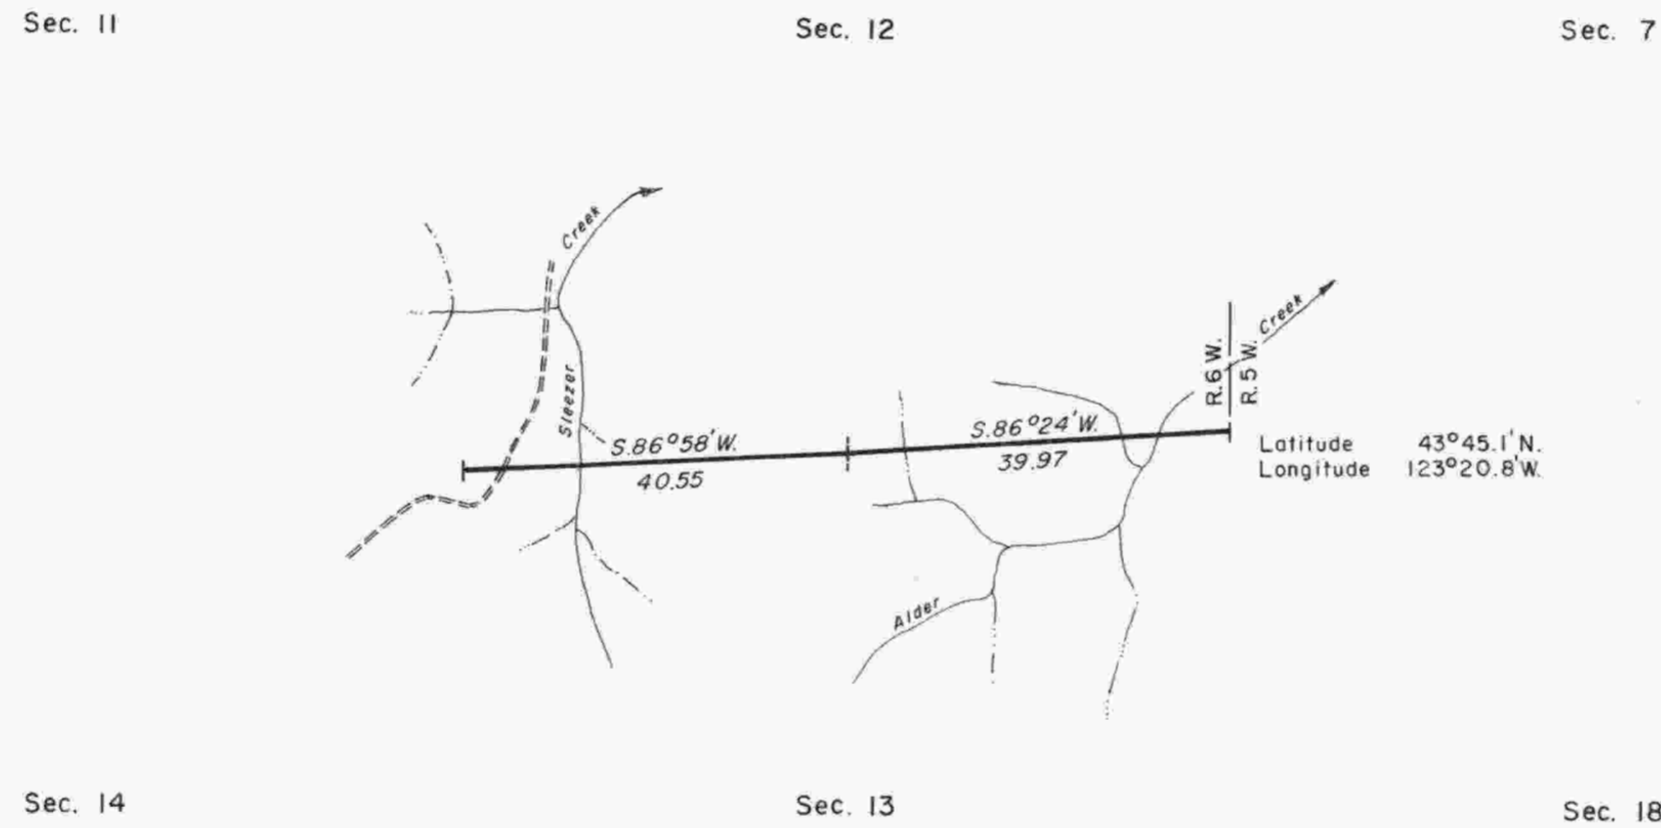 Sec. 11
Sec. 12
Sec. 7
Creek
Sleezer
S.86°58'W.
40.55
S.86°24'W.
39.97
R.6 W.
R.5 W.
Creek
Latitude 43°45.1'N.
Longitude 123°20.8'W.
Alder
Sec. 14
Sec. 13
Sec. 18